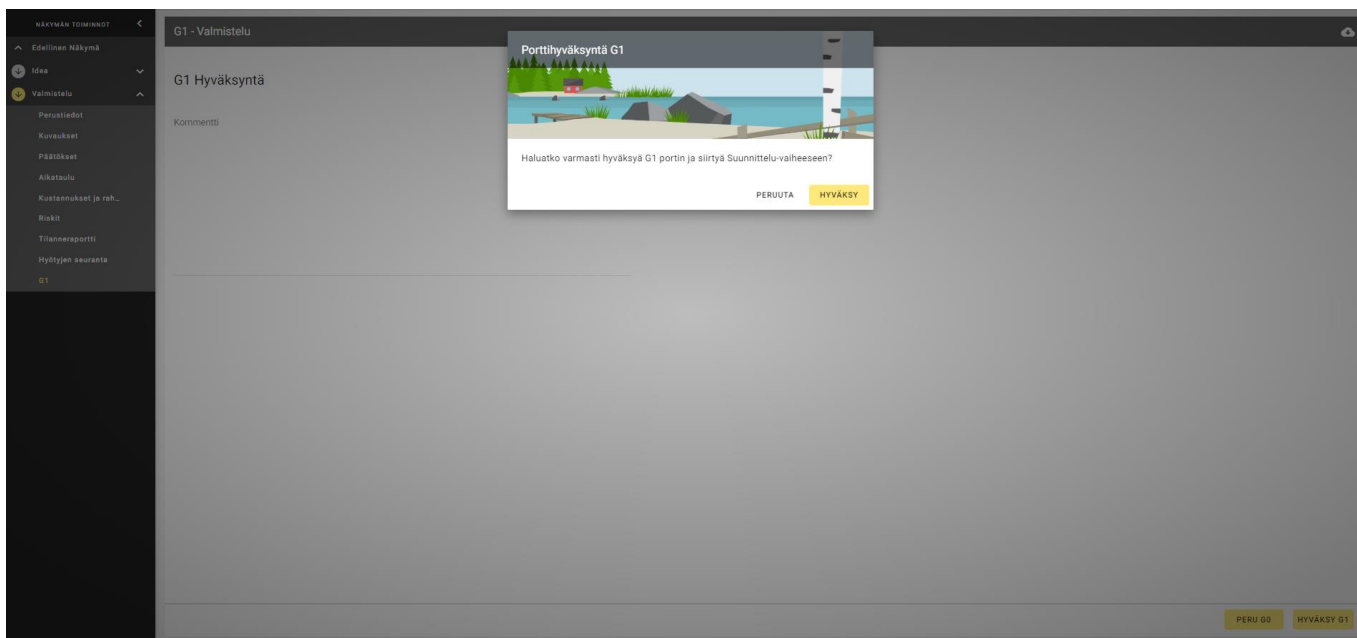 NÄKYMÄN TOIMINNOT
Edellinen Näkymä
Idea
Valmistelu
Perustiedot
Kuvaukset
Päätökset
Aikataulu
Kustannukset ja rah...
Riskit
Tilanneraportti
Hyötyjen seuranta
G1
G1 - Valmistelu
G1 Hyväksyntä
Kommentti
Porttihyväksyntä G1
Haluatko varmasti hyväksyä G1 portin ja siirtyä Suunnittelu-vaiheeseen?
PERUUTA HYVÄKSY
PERU G0 HYVÄKSY G1